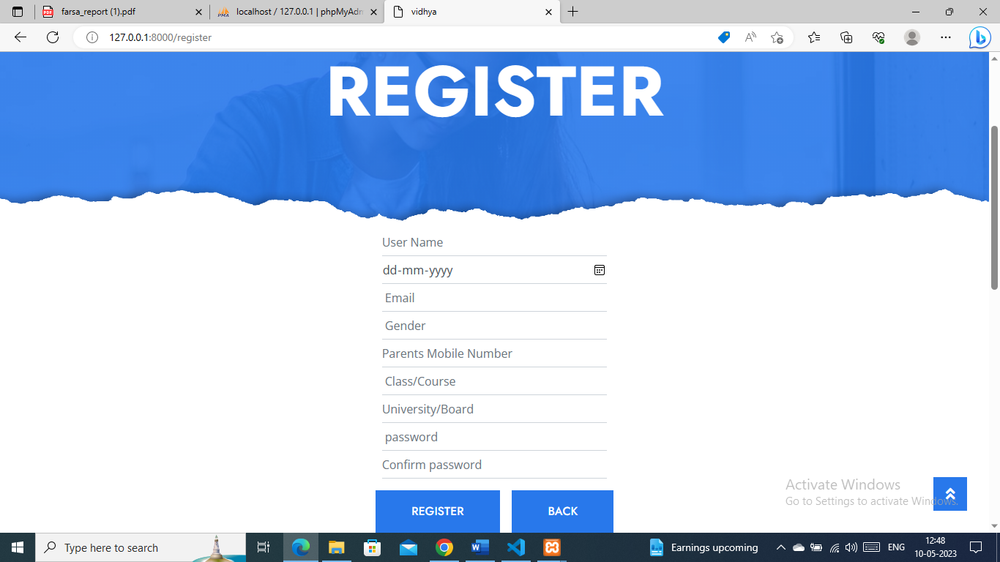 farsa_report (1).pdf
localhost / 127.0.0.1 | phpMyAdm
vidhya
127.0.0.1:8000/register
REGISTER
User Name
dd-mm-yyyy
Email
Gender
Parents Mobile Number
Class/Course
University/Board
password
Confirm password
REGISTER BACK
Activate Windows
Go to Settings to activate Windows.
Type here to search
Earnings upcoming
ENG
12:48
10-05-2023